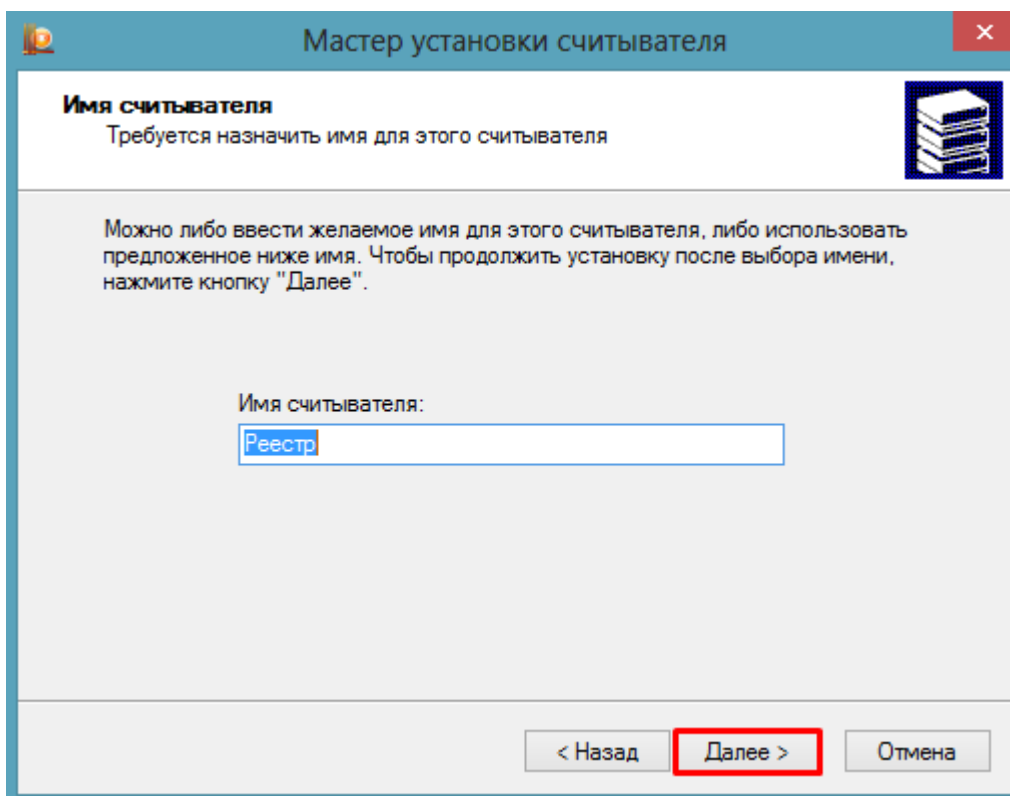 Мастер установки считывателя
Имя считывателя
Требуется назначить имя для этого считывателя
Можно либо ввести желаемое имя для этого считывателя, либо использовать
предложенное ниже имя. Чтобы продолжить установку после выбора имени,
нажмите кнопку "Далее".
Имя считывателя:
Реестр
< Назад Далее > Отмена